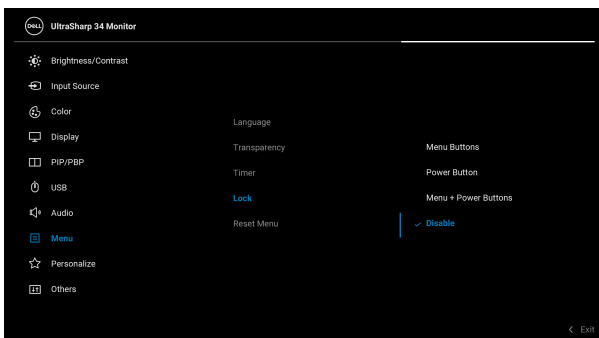 DELL UltraSharp 34 Monitor
Brightness/Contrast
Input Source
Color
Display
PIP/PBP
USB
Audio
Menu
Personalize
Others
Language
Transparency
Timer
Lock
Reset Menu
Menu Buttons
Power Button
Menu + Power Buttons
Disable
Exit